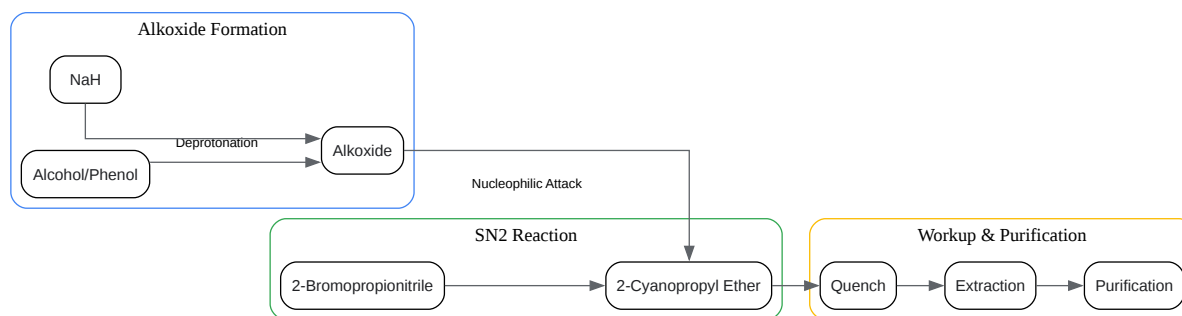 Alkoxide Formation
NaH
Deprotonation
Alcohol/Phenol
Alkoxide
Nucleophilic Attack
SN2 Reaction
2-Bromopropionitrile
2-Cyanopropyl Ether
Workup & Purification
Quench
Extraction
Purification